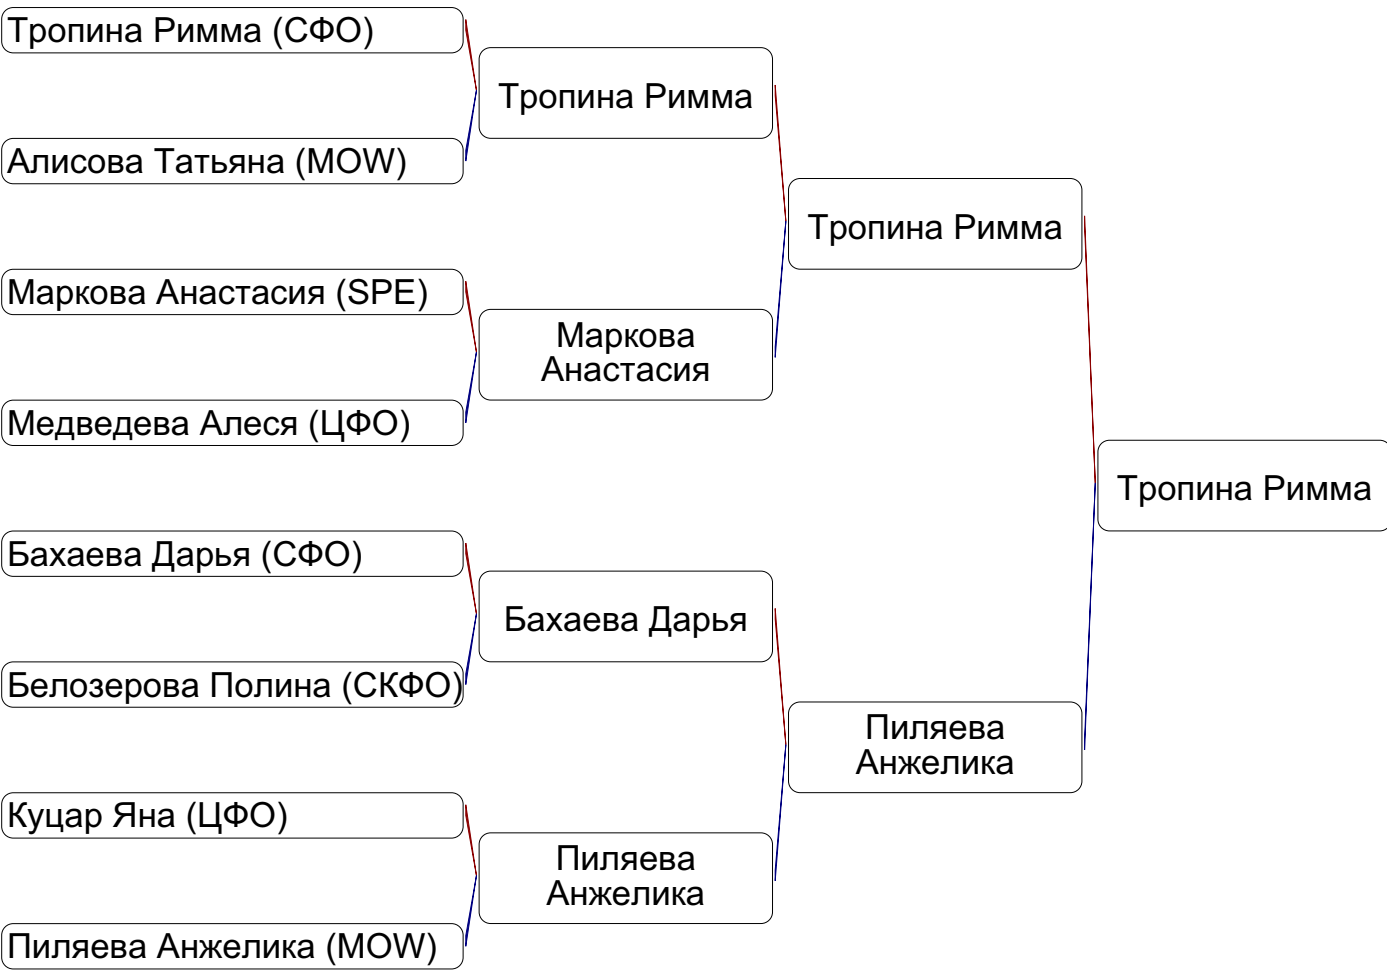 Тропина Римма (СФО)
Алисова Татьяна (MOW)
Маркова Анастасия (SPE)
Медведева Алеся (ЦФО)
Бахаева Дарья (СФО)
Белозерова Полина (СКФО)
Куцар Яна (ЦФО)
Пиляева Анжелика (MOW)
Тропина Римма
Маркова
Анастасия
Бахаева Дарья
Пиляева
Анжелика
Тропина Римма
Пиляева
Анжелика
Тропина Римма